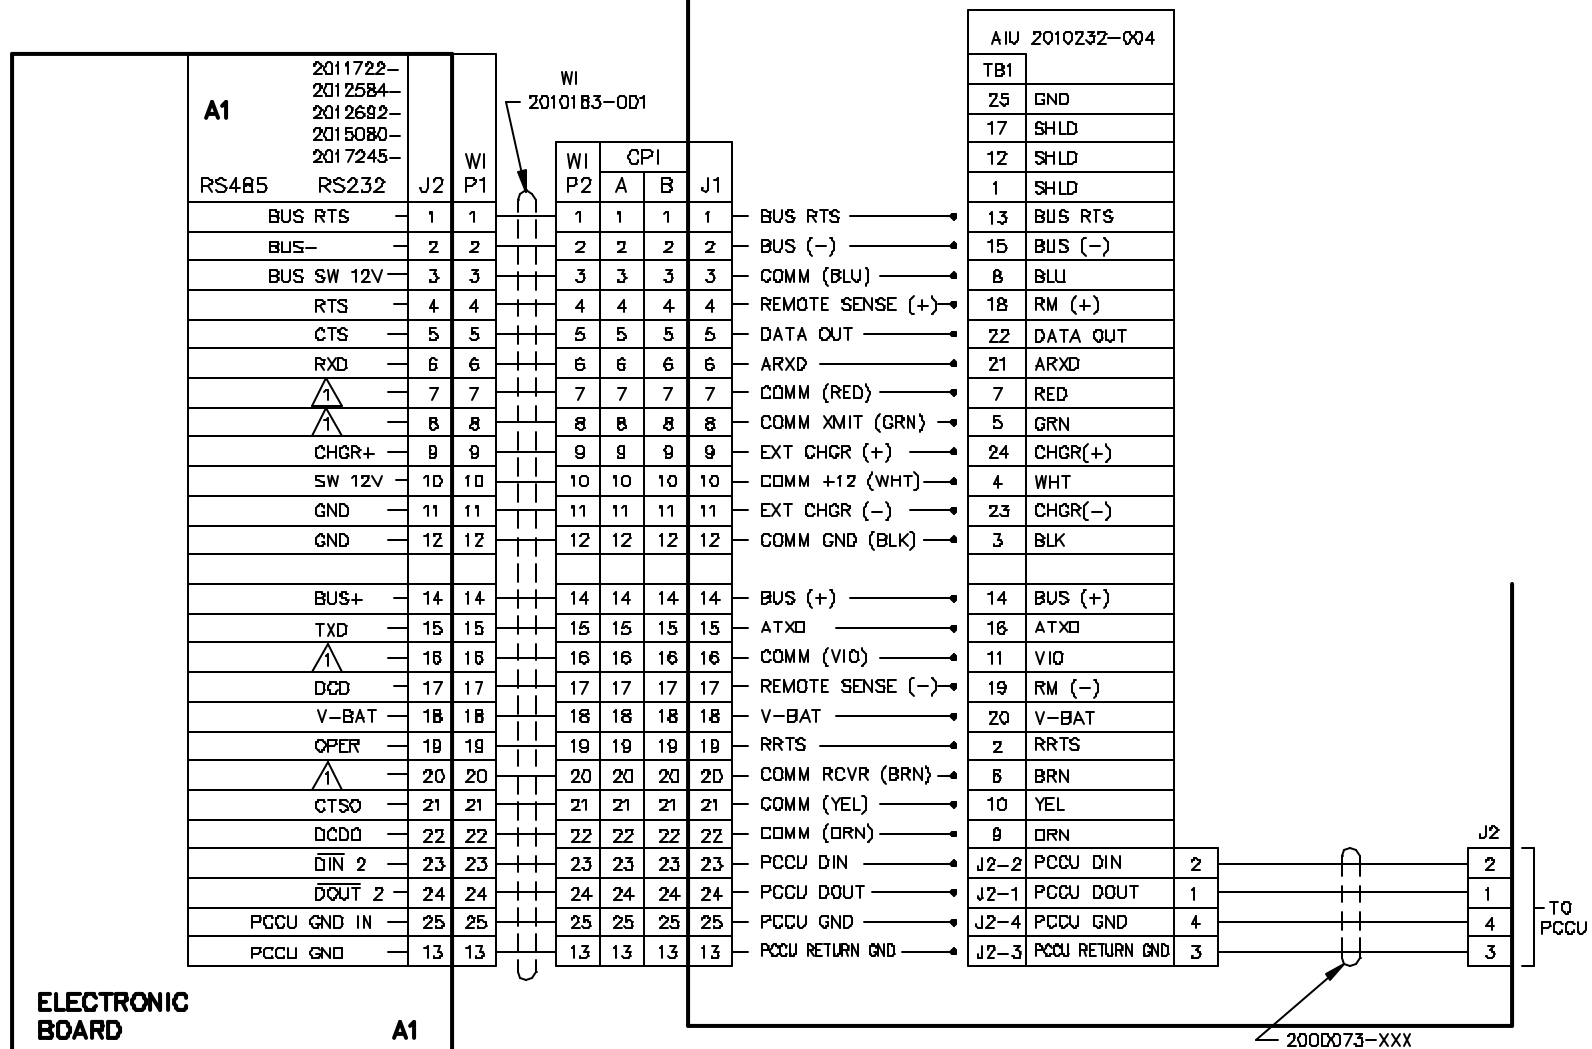 AIU 2010232-004
TB1
25 GND
17 SHLD
12 SHLD
1 SHLD
2011722-
2012584-
2012692-
2015080-
2017245-
A1
WI
2010183-001
RS485 RS232 J2 WI P1 WI P2 CPI A B J1
BUS RTS 1 1 1 1 1 1 BUS RTS 13 BUS RTS
BUS- 2 2 2 2 2 2 BUS (-) 15 BUS (-)
BUS SW 12V 3 3 3 3 3 3 COMM (BLU) 8 BLU
RTS 4 4 4 4 4 4 REMOTE SENSE (+) 18 RM (+)
CTS 5 5 5 5 5 5 DATA OUT 22 DATA OUT
RXD 6 6 6 6 6 6 ARXD 21 ARXD
1 7 7 7 7 7 7 COMM (RED) 7 RED
1 8 8 8 8 8 8 COMM XMIT (GRN) 5 GRN
CHGR+ 9 9 9 9 9 9 EXT CHGR (+) 24 CHGR(+)
SW 12V 10 10 10 10 10 10 COMM +12 (WHT) 4 WHT
GND 11 11 11 11 11 11 EXT CHGR (-) 23 CHGR(-)
GND 12 12 12 12 12 12 COMM GND (BLK) 3 BLK
BUS+ 14 14 14 14 14 14 BUS (+) 14 BUS (+)
TXD 15 15 15 15 15 15 ATXD 16 ATXD
1 16 16 16 16 16 16 COMM (VIO) 11 VIO
DCD 17 17 17 17 17 17 REMOTE SENSE (-) 19 RM (-)
V-BAT 18 18 18 18 18 18 V-BAT 20 V-BAT
OPER 19 19 19 19 19 19 RRTS 2 RRTS
1 20 20 20 20 20 20 COMM RCVR (BRN) 6 BRN
CTS0 21 21 21 21 21 21 COMM (YEL) 10 YEL
DCD0 22 22 22 22 22 22 COMM (ORN) 9 ORN
J2
DIN 2 23 23 23 23 23 23 PCCU DIN J2-2 PCCU DIN 2 2
DOUT 2 24 24 24 24 24 24 PCCU DOUT J2-1 PCCU DOUT 1 1
PCCU GND IN 25 25 25 25 25 25 PCCU GND J2-4 PCCU GND 4 4
PCCU GND 13 13 13 13 13 13 PCCU RETURN GND J2-3 PCCU RETURN GND 3 3
TO
PCCU
ELECTRONIC
BOARD A1
2000073-XXX